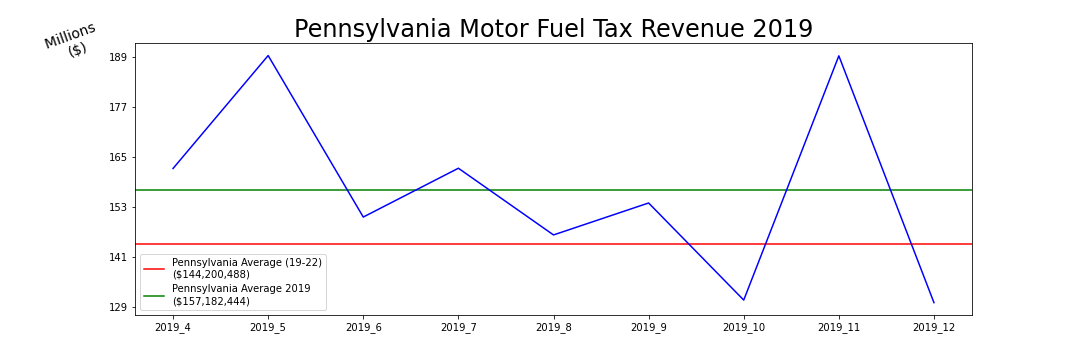 Pennsylvania Motor Fuel Tax Revenue 2019
Millions
($)
189
177
165
153
141
129
Pennsylvania Average (19-22)
($144,200,488)
Pennsylvania Average 2019
($157,182,444)
2019_4 2019_5 2019_6 2019_7 2019_8 2019_9 2019_10 2019_11 2019_12